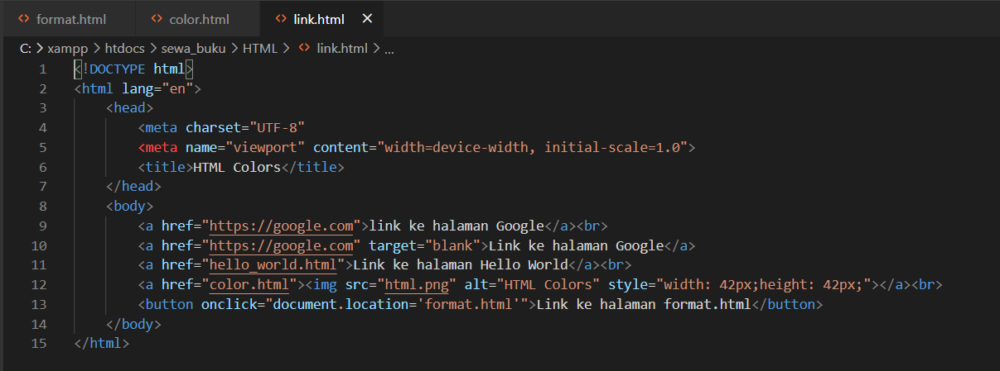 format.html color.html link.html ×
C: > xampp > htdocs > sewa_buku > HTML > <> link.html > ...
1 <!DOCTYPE html>
2 <html lang="en">
3 <head>
4 <meta charset="UTF-8"
5 <meta name="viewport" content="width=device-width, initial-scale=1.0">
6 <title>HTML Colors</title>
7 </head>
8 <body>
9 <a href="https://google.com">link ke halaman Google</a><br>
10 <a href="https://google.com" target="blank">Link ke halaman Google</a>
11 <a href="hello_world.html">Link ke halaman Hello World</a><br>
12 <a href="color.html"><img src="html.png" alt="HTML Colors" style="width: 42px;height: 42px;"></a><br>
13 <button onclick="document.location='format.html'">Link ke halaman format.html</button>
14 </body>
15 </html>